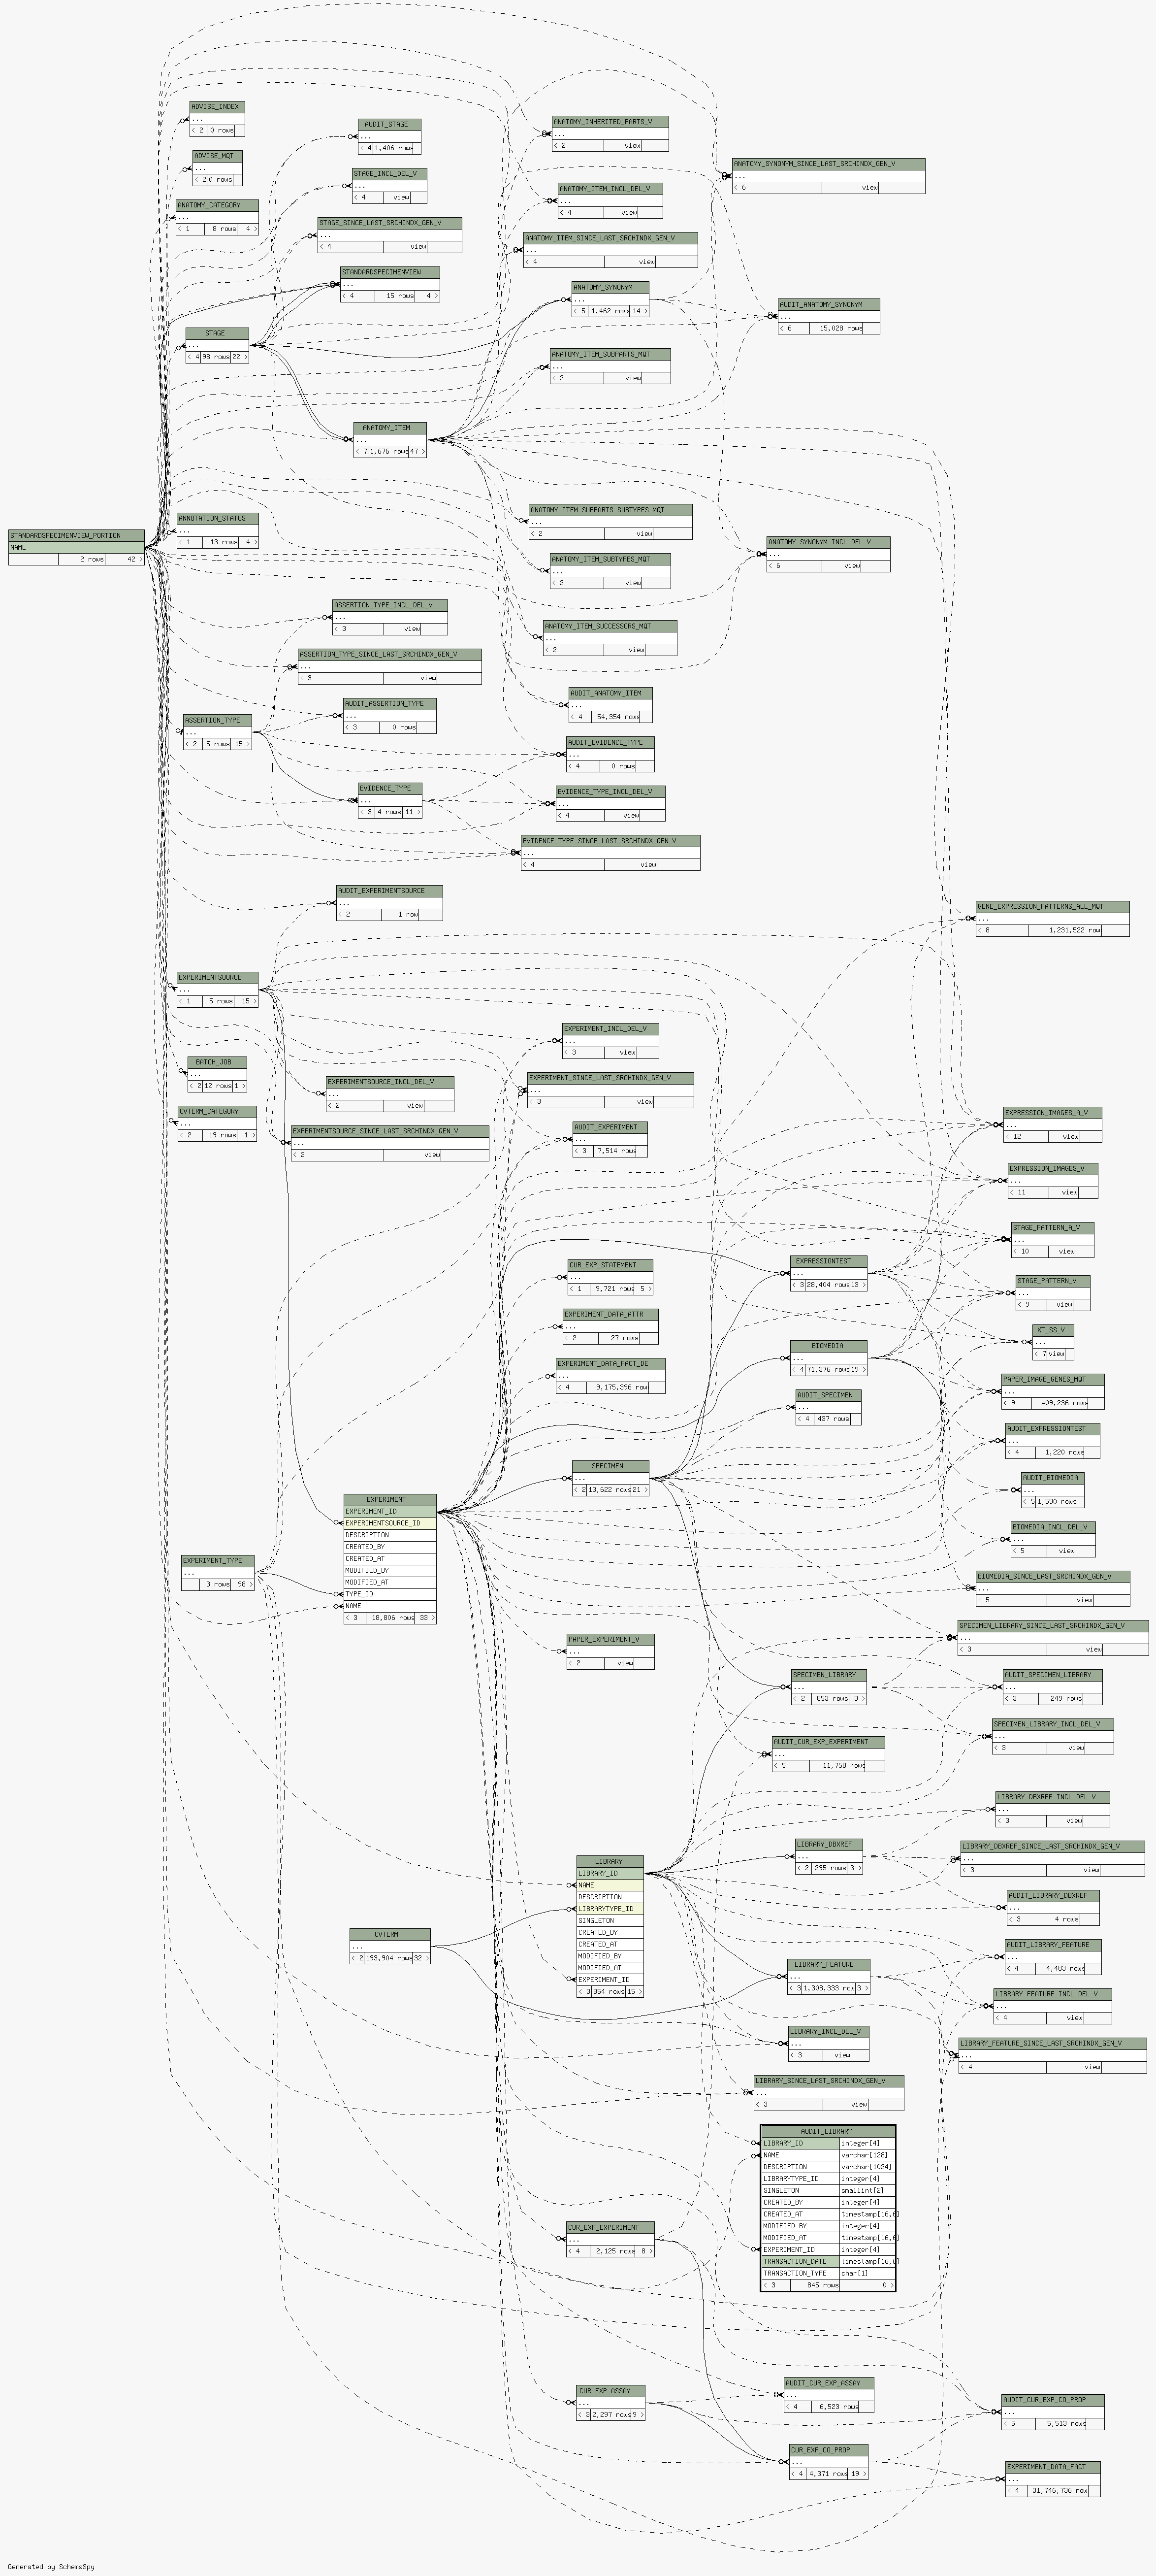 ADVISE_INDEX
...
< 2 0 rows
ADVISE_MQT
...
< 2 0 rows
ANATOMY_CATEGORY
...
< 1 8 rows 4 >
AUDIT_STAGE
...
< 4 1,406 rows
STAGE_INCL_DEL_V
...
< 4 view
STAGE_SINCE_LAST_SRCHINDX_GEN_V
...
< 4 view
STANDARDSPECIMENVIEW
...
< 4 15 rows 4 >
STAGE
...
< 4 98 rows 22 >
ANATOMY_INHERITED_PARTS_V
...
< 2 view
ANATOMY_SYNONYM_SINCE_LAST_SRCHINDX_GEN_V
...
< 6 view
ANATOMY_ITEM_INCL_DEL_V
...
< 4 view
ANATOMY_ITEM_SINCE_LAST_SRCHINDX_GEN_V
...
< 4 view
ANATOMY_SYNONYM
...
< 5 1,462 rows 14 >
AUDIT_ANATOMY_SYNONYM
...
< 6 15,028 rows
ANATOMY_ITEM_SUBPARTS_MQT
...
< 2 view
ANATOMY_ITEM
...
< 7 1,676 rows 47 >
STANDARDSPECIMENVIEW_PORTION
NAME
2 rows 42 >
ANNOTATION_STATUS
...
< 1 13 rows 4 >
ANATOMY_ITEM_SUBPARTS_SUBTYPES_MQT
...
< 2 view
ANATOMY_SYNONYM_INCL_DEL_V
...
< 6 view
ANATOMY_ITEM_SUBTYPES_MQT
...
< 2 view
ASSERTION_TYPE_INCL_DEL_V
...
< 3 view
ANATOMY_ITEM_SUCCESSORS_MQT
...
< 2 view
ASSERTION_TYPE_SINCE_LAST_SRCHINDX_GEN_V
...
< 3 view
AUDIT_ASSERTION_TYPE
...
< 3 0 rows
AUDIT_ANATOMY_ITEM
...
< 4 54,354 rows
ASSERTION_TYPE
...
< 2 5 rows 15 >
AUDIT_EVIDENCE_TYPE
...
< 4 0 rows
EVIDENCE_TYPE
...
< 3 4 rows 11 >
EVIDENCE_TYPE_INCL_DEL_V
...
< 4 view
EVIDENCE_TYPE_SINCE_LAST_SRCHINDX_GEN_V
...
< 4 view
AUDIT_EXPERIMENTSOURCE
...
< 2 1 row
GENE_EXPRESSION_PATTERNS_ALL_MQT
...
< 8 1,231,522 row
EXPERIMENTSOURCE
...
< 1 5 rows 15 >
EXPERIMENT_INCL_DEL_V
...
< 3 view
BATCH_JOB
...
< 2 12 rows 1 >
EXPERIMENTSOURCE_INCL_DEL_V
...
< 2 view
EXPERIMENT_SINCE_LAST_SRCHINDX_GEN_V
...
< 3 view
CVTERM_CATEGORY
...
< 2 19 rows 1 >
EXPERIMENTSOURCE_SINCE_LAST_SRCHINDX_GEN_V
...
< 2 view
AUDIT_EXPERIMENT
...
< 3 7,514 rows
EXPRESSION_IMAGES_A_V
...
< 12 view
EXPRESSION_IMAGES_V
...
< 11 view
STAGE_PATTERN_A_V
...
< 10 view
CUR_EXP_STATEMENT
...
< 1 9,721 rows 5 >
EXPRESSIONTEST
...
< 3 28,404 rows 13 >
STAGE_PATTERN_V
...
< 9 view
EXPERIMENT_DATA_ATTR
...
< 2 27 rows
XT_SS_V
...
< 7 view
BIOMEDIA
...
< 4 71,376 rows 19 >
EXPERIMENT_DATA_FACT_DE
...
< 4 9,175,396 row
PAPER_IMAGE_GENES_MQT
...
< 9 409,236 rows
AUDIT_SPECIMEN
...
< 4 437 rows
AUDIT_EXPRESSIONTEST
...
< 4 1,220 rows
SPECIMEN
...
< 2 13,622 rows 21 >
AUDIT_BIOMEDIA
...
< 5 1,590 rows
EXPERIMENT
EXPERIMENT_ID
EXPERIMENTSOURCE_ID
DESCRIPTION
CREATED_BY
CREATED_AT
MODIFIED_BY
MODIFIED_AT
TYPE_ID
NAME
< 3 18,806 rows 33 >
EXPERIMENT_TYPE
...
3 rows 98 >
BIOMEDIA_INCL_DEL_V
...
< 5 view
BIOMEDIA_SINCE_LAST_SRCHINDX_GEN_V
...
< 5 view
SPECIMEN_LIBRARY_SINCE_LAST_SRCHINDX_GEN_V
...
< 3 view
PAPER_EXPERIMENT_V
...
< 2 view
SPECIMEN_LIBRARY
...
< 2 853 rows 3 >
AUDIT_SPECIMEN_LIBRARY
...
< 3 249 rows
SPECIMEN_LIBRARY_INCL_DEL_V
...
< 3 view
AUDIT_CUR_EXP_EXPERIMENT
...
< 5 11,758 rows
LIBRARY_DBXREF_INCL_DEL_V
...
< 3 view
LIBRARY_DBXREF
...
< 2 295 rows 3 >
LIBRARY_DBXREF_SINCE_LAST_SRCHINDX_GEN_V
...
< 3 view
LIBRARY
LIBRARY_ID
NAME
DESCRIPTION
LIBRARYTYPE_ID
SINGLETON
CREATED_BY
CREATED_AT
MODIFIED_BY
MODIFIED_AT
EXPERIMENT_ID
< 3 854 rows 15 >
AUDIT_LIBRARY_DBXREF
...
< 3 4 rows
CVTERM
...
< 2 193,904 rows 32 >
AUDIT_LIBRARY_FEATURE
...
< 4 4,483 rows
LIBRARY_FEATURE
...
< 3 1,308,333 row 3 >
LIBRARY_FEATURE_INCL_DEL_V
...
< 4 view
LIBRARY_INCL_DEL_V
...
< 3 view
LIBRARY_FEATURE_SINCE_LAST_SRCHINDX_GEN_V
...
< 4 view
LIBRARY_SINCE_LAST_SRCHINDX_GEN_V
...
< 3 view
AUDIT_LIBRARY
LIBRARY_ID integer[4]
NAME varchar[128]
DESCRIPTION varchar[1024]
LIBRARYTYPE_ID integer[4]
SINGLETON smallint[2]
CREATED_BY integer[4]
CREATED_AT timestamp[16,6]
MODIFIED_BY integer[4]
MODIFIED_AT timestamp[16,6]
EXPERIMENT_ID integer[4]
TRANSACTION_DATE timestamp[16,6]
TRANSACTION_TYPE char[1]
< 3 845 rows 0 >
CUR_EXP_EXPERIMENT
...
< 4 2,125 rows 8 >
AUDIT_CUR_EXP_ASSAY
...
< 4 6,523 rows
CUR_EXP_ASSAY
...
< 3 2,297 rows 9 >
AUDIT_CUR_EXP_CO_PROP
...
< 5 5,513 rows
CUR_EXP_CO_PROP
...
< 4 4,371 rows 19 >
EXPERIMENT_DATA_FACT
...
< 4 31,746,736 row
Generated by SchemaSpy